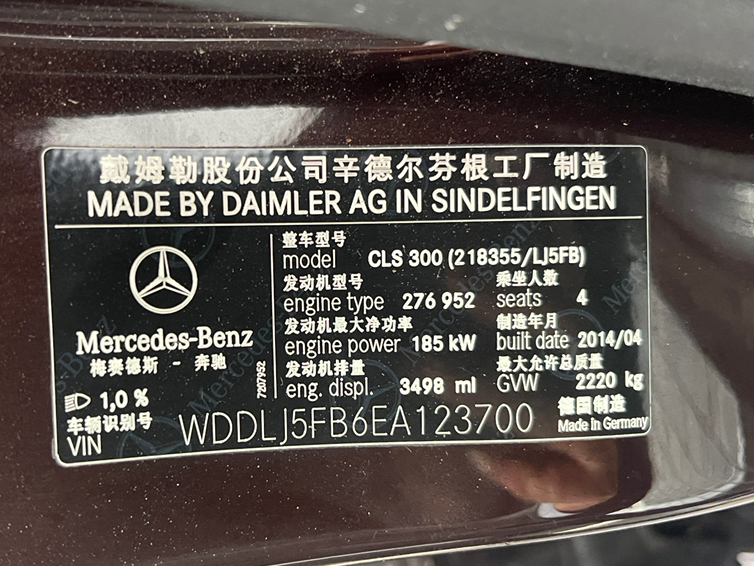 戴姆勒股份公司辛德尔芬根工厂制造
MADE BY DAIMLER AG IN SINDELFINGEN
Mercedes-Benz
梅赛德斯 - 奔驰
1,0 %
整车型号
model CLS 300 (218355/LJ5FB)
发动机型号 乘坐人数
engine type 276 952 seats 4
发动机最大净功率 制造年月
engine power 185 kW built date 2014/04
发动机排量 最大允许总质量
eng. displ. 3498 ml GVW 2220 kg
7207952
车辆识别号
VIN WDDLJ5FB6EA123700
德国制造
Made in Germany